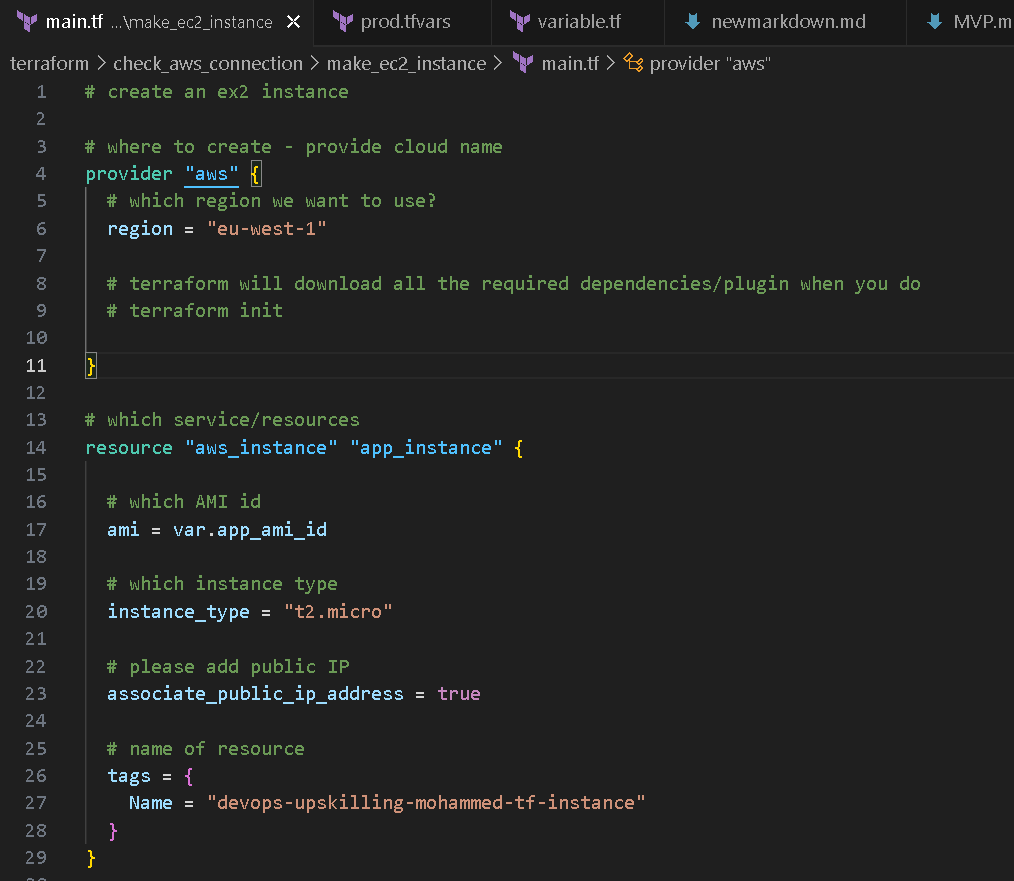 main.tf ...\make_ec2_instance prod.tfvars variable.tf newmarkdown.md MVP.m
terraform > check_aws_connection > make_ec2_instance > main.tf > provider "aws"
1 # create an ex2 instance
2
3 # where to create - provide cloud name
4 provider "aws" {
5 # which region we want to use?
6 region = "eu-west-1"
7
8 # terraform will download all the required dependencies/plugin when you do
9 # terraform init
10
11 }
12
13 # which service/resources
14 resource "aws_instance" "app_instance" {
15
16 # which AMI id
17 ami = var.app_ami_id
18
19 # which instance type
20 instance_type = "t2.micro"
21
22 # please add public IP
23 associate_public_ip_address = true
24
25 # name of resource
26 tags = {
27 Name = "devops-upskilling-mohammed-tf-instance"
28 }
29 }